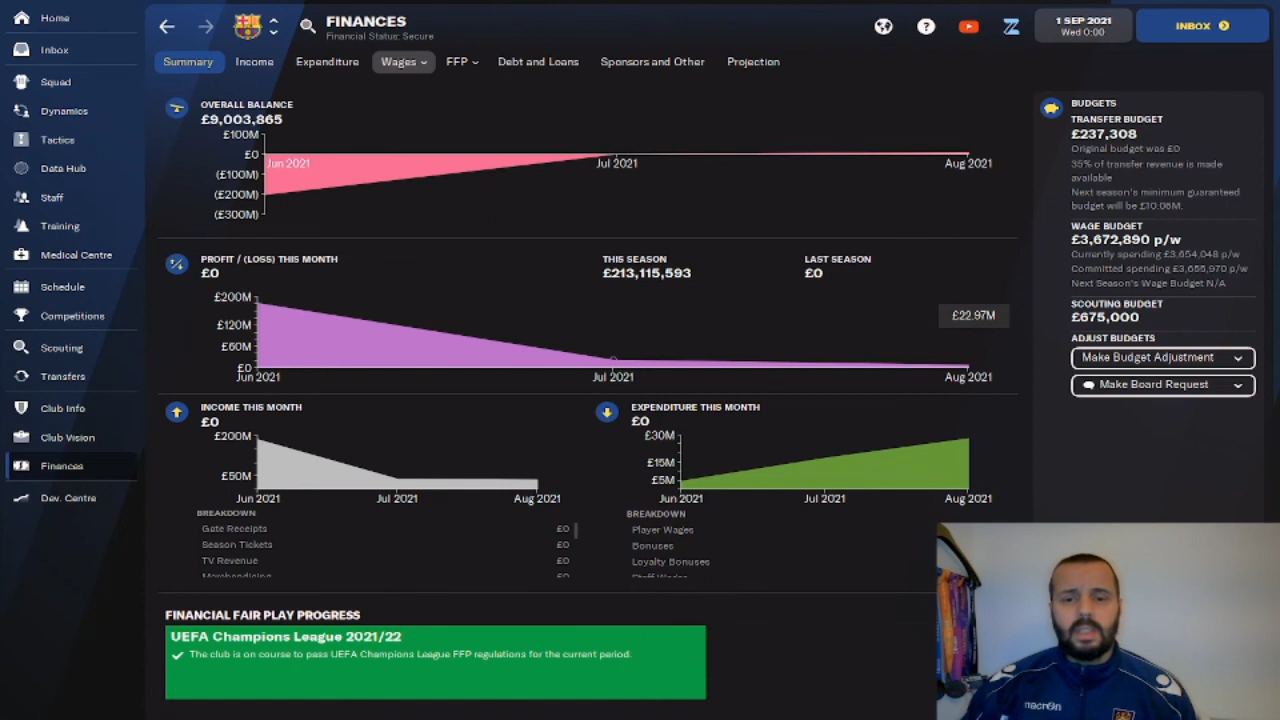 Home
Inbox
Squad
Dynamics
Tactics
Data Hub
Staff
Training
Medical Centre
Schedule
Competitions
Scouting
Transfers
Club Info
Club Vision
Finances
Dev. Centre
FINANCES
Financial Status: Secure
1 SEP 2021
Wed 0:00
INBOX
Summary
Income
Expenditure
Wages
FFP
Debt and Loans
Sponsors and Other
Projection
OVERALL BALANCE
£9,003,865
£100M
£0
(£100M)
(£200M)
(£300M)
Jun 2021
Jul 2021
Aug 2021
PROFIT / (LOSS) THIS MONTH
£0
THIS SEASON
£213,115,593
LAST SEASON
£0
£200M
£120M
£60M
£0
£22.97M
Jun 2021
Jul 2021
Aug 2021
INCOME THIS MONTH
£0
£200M
£50M
Jun 2021
Jul 2021
Aug 2021
BREAKDOWN
Gate Receipts £0
Season Tickets £0
TV Revenue £0
Merchandising £0
EXPENDITURE THIS MONTH
£0
£30M
£15M
£5M
Jun 2021
Jul 2021
Aug 2021
BREAKDOWN
Player Wages
Bonuses
Loyalty Bonuses
Staff Wages
FINANCIAL FAIR PLAY PROGRESS
UEFA Champions League 2021/22
The club is on course to pass UEFA Champions League FFP regulations for the current period.
BUDGETS
TRANSFER BUDGET
£237,308
Original budget was £0
35% of transfer revenue is made
available
Next season's minimum guaranteed
budget will be £10.08M.
WAGE BUDGET
£3,672,890 p/w
Currently spending £3,654,048 p/w
Committed spending £3,655,970 p/w
Next Season's Wage Budget N/A
SCOUTING BUDGET
£675,000
ADJUST BUDGETS
Make Budget Adjustment
Make Board Request
macron